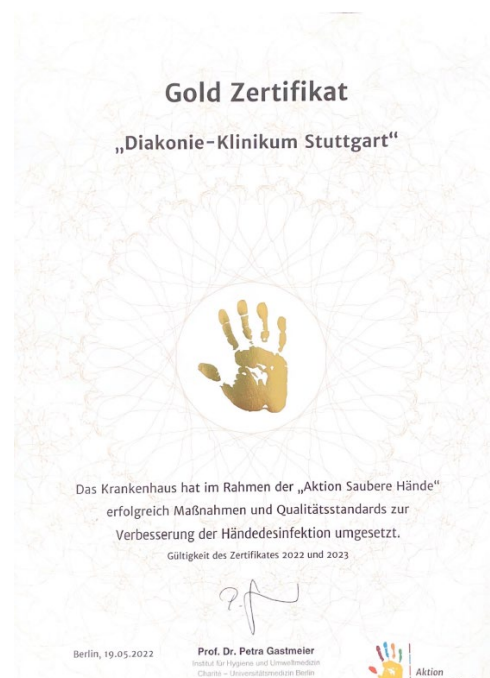 Gold Zertifikat
„Diakonie-Klinikum Stuttgart“
Das Krankenhaus hat im Rahmen der „Aktion Saubere Hände“
erfolgreich Maßnahmen und Qualitätsstandards zur
Verbesserung der Händedesinfektion umgesetzt.
Gültigkeit des Zertifikates 2022 und 2023
Berlin, 19.05.2022
Prof. Dr. Petra Gastmeier
Institut für Hygiene und Umweltmedizin
Charité – Universitätsmedizin Berlin
Aktion